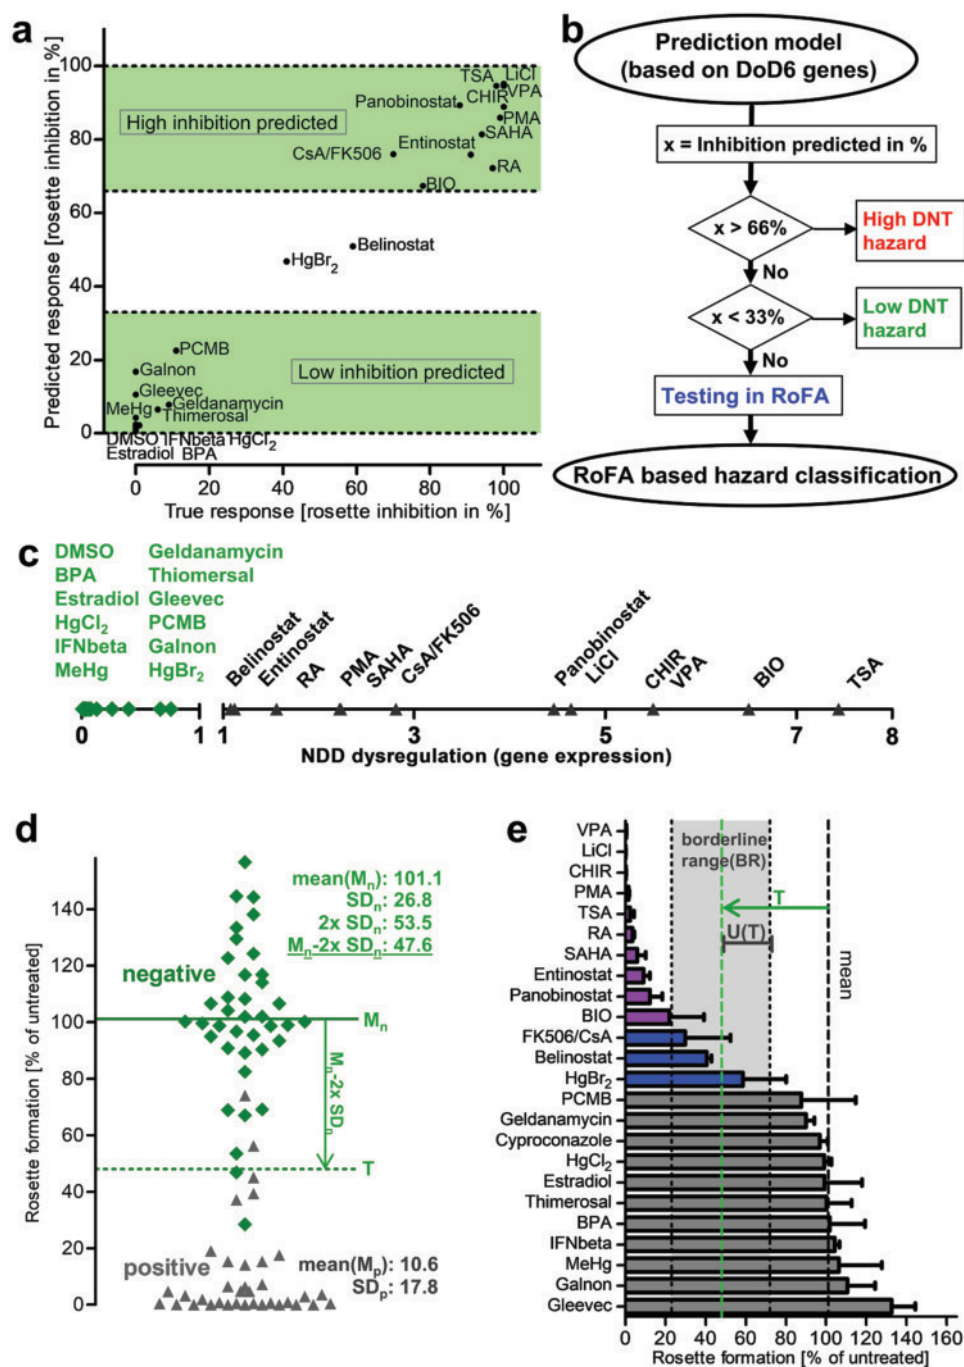 a
Predicted response [rosette inhibition in %]
100
80
60
40
20
0
High inhibition predicted
TSA
LiCl
CHIR
VPA
Panobinostat
PMA
SAHA
Entinostat
CsA/FK506
RA
BIO
Belinostat
HgBr2
PCMB
Galnon
Low inhibition predicted
Gleevec
MeHg
Geldanamycin
Thimerosal
DMSO IFNbeta HgCl2
Estradiol BPA
0 20 40 60 80 100
True response [rosette inhibition in %]
b
Prediction model
(based on DoD6 genes)
x = Inhibition predicted in %
x > 66%
High DNT
hazard
No
x < 33%
Low DNT
hazard
No
Testing in RoFA
RoFA based hazard classification
c
DMSO Geldanamycin
BPA Thiomersal
Estradiol Gleevec
HgCl2 PCMB
IFNbeta Galnon
MeHg HgBr2
Belinostat
Entinostat
RA
PMA
SAHA
CsA/FK506
Panobinostat
LiCl
CHIR
VPA
BIO
TSA
0 1 1 3 5 7 8
NDD dysregulation (gene expression)
d
Rosette formation [% of untreated]
140
120
100
80
60
40
20
0
mean(Mn): 101.1
SDn: 26.8
2x SDn: 53.5
Mn-2x SDn: 47.6
negative
Mn
Mn-2x SDn
T
positive
mean(Mp): 10.6
SDp: 17.8
e
VPA
LiCl
CHIR
PMA
TSA
RA
SAHA
Entinostat
Panobinostat
BIO
FK506/CsA
Belinostat
HgBr2
PCMB
Geldanamycin
Cyproconazole
HgCl2
Estradiol
Thimerosal
BPA
IFNbeta
MeHg
Galnon
Gleevec
borderline
range(BR)
T
U(T)
mean
0 20 40 60 80 100 120 140 160
Rosette formation [% of untreated]